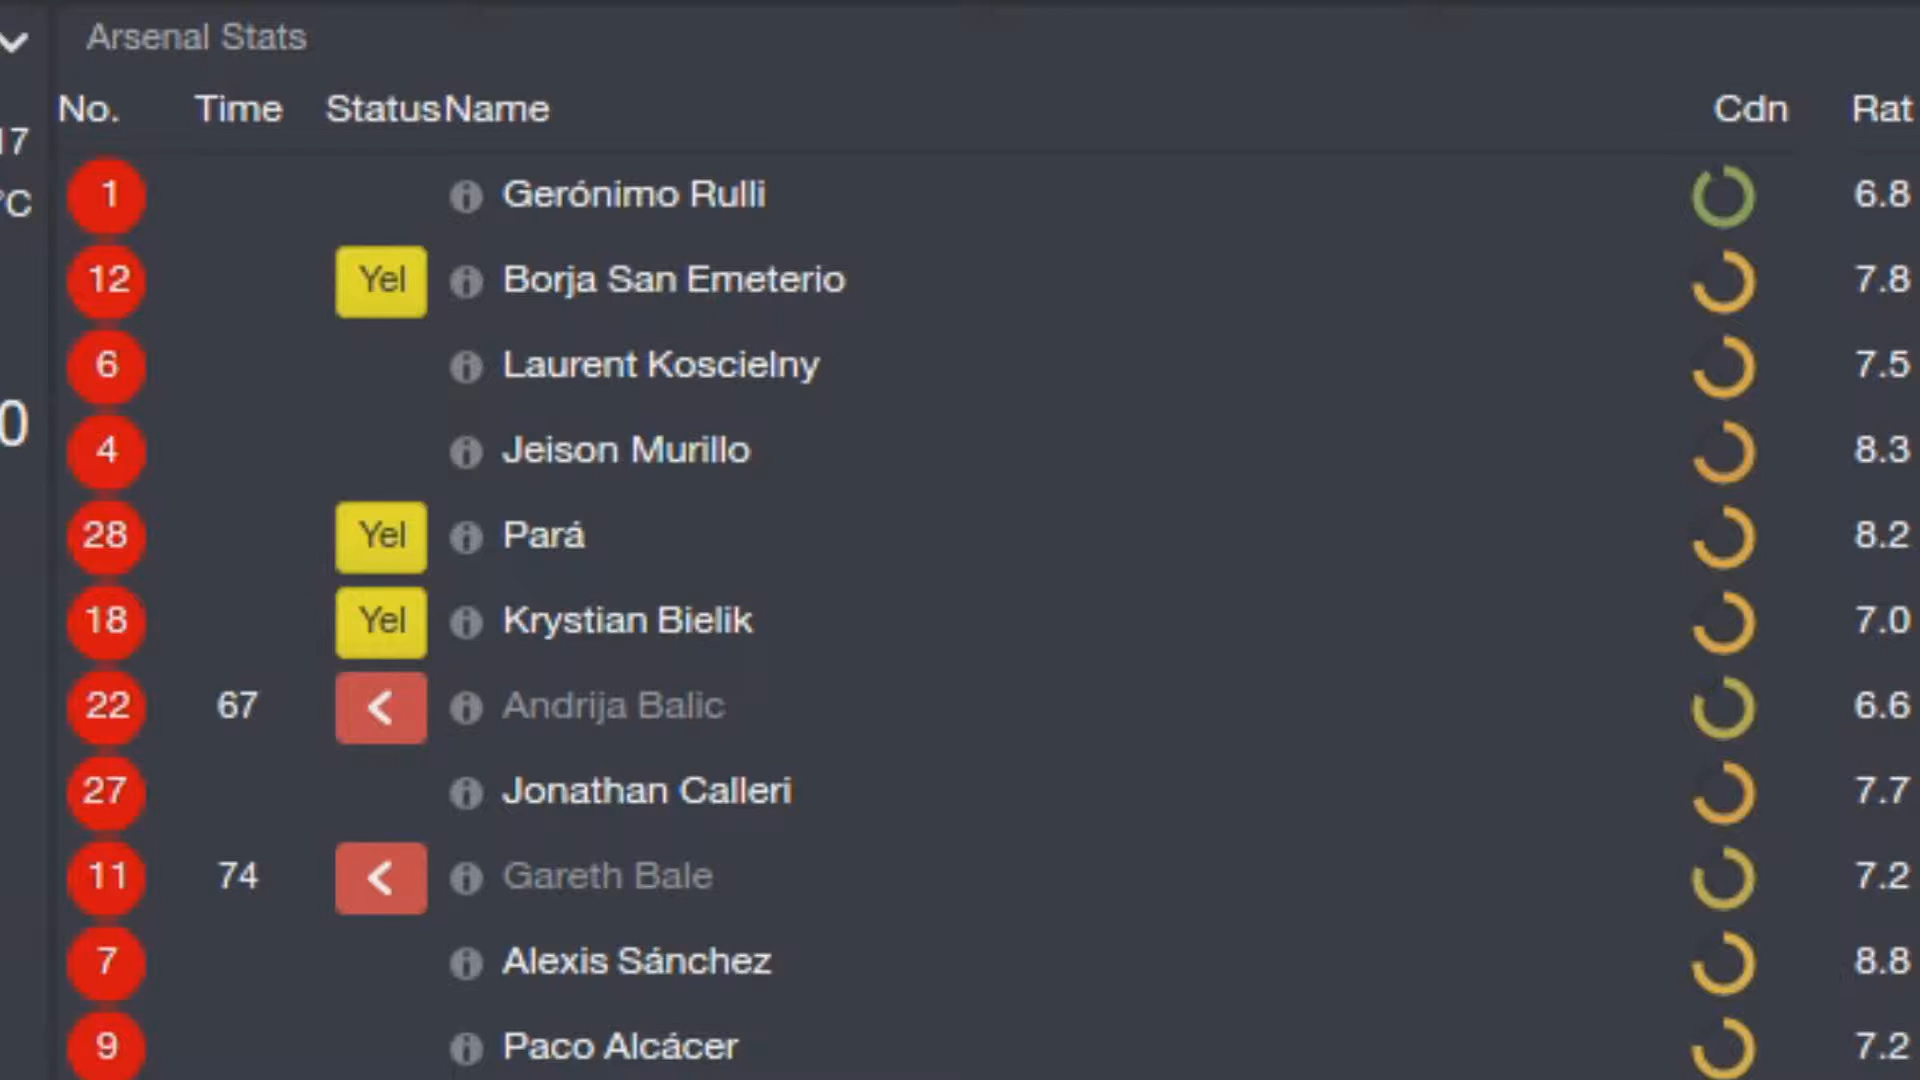 Arsenal Stats
No. Time Status Name Cdn Rat
17
°C
1 Gerónimo Rulli 6.8
12 Yel Borja San Emeterio 7.8
6 Laurent Koscielny 7.5
0
4 Jeison Murillo 8.3
28 Yel Pará 8.2
18 Yel Krystian Bielik 7.0
22 67 Andrija Balic 6.6
27 Jonathan Calleri 7.7
11 74 Gareth Bale 7.2
7 Alexis Sánchez 8.8
9 Paco Alcácer 7.2